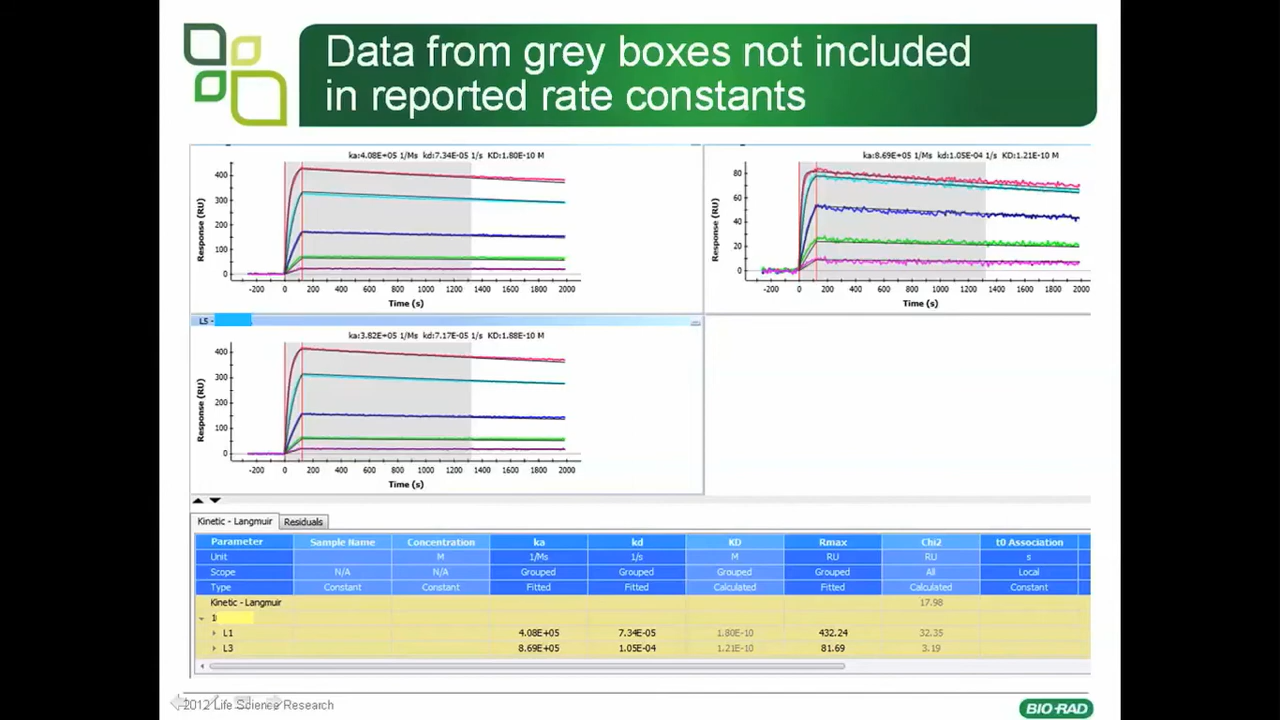 Data from grey boxes not included
in reported rate constants
ka:4.08E+05 1/Ms kd:7.34E-05 1/s KD:1.80E-10 M
400
300
200
100
0
Response (RU)
-200 0 200 400 600 800 1000 1200 1400 1600 1800 2000
Time (s)
ka:8.69E+05 1/Ms kd:1.05E-04 1/s KD:1.21E-10 M
80
60
40
20
0
Response (RU)
-200 0 200 400 600 800 1000 1200 1400 1600 1800 2000
Time (s)
L5 -
ka:3.82E+05 1/Ms kd:7.17E-05 1/s KD:1.88E-10 M
400
300
200
100
0
Response (RU)
-200 0 200 400 600 800 1000 1200 1400 1600 1800 2000
Time (s)
Kinetic - Langmuir Residuals
Parameter Sample Name Concentration ka kd KD Rmax Chi2 t0 Association
Unit M 1/Ms 1/s M RU RU s
Scope N/A N/A Grouped Grouped Grouped Grouped All Local
Type Constant Constant Fitted Fitted Calculated Fitted Calculated Constant
Kinetic - Langmuir 17.98
1
L1 4.08E+05 7.34E-05 1.80E-10 432.24 32.35
L3 8.69E+05 1.05E-04 1.21E-10 81.69 3.19
2012 Life Science Research
BIO-RAD